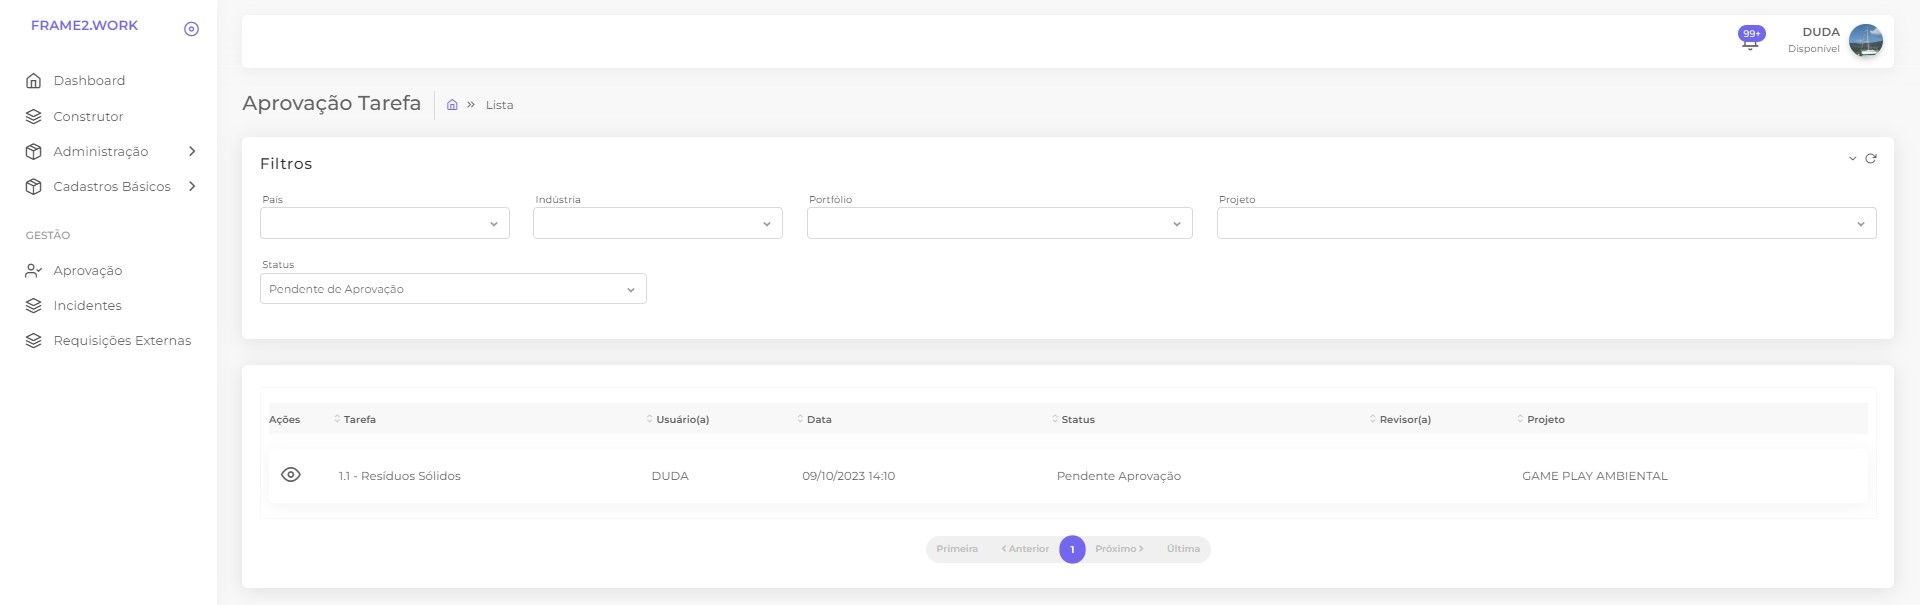 FRAME2.WORK
99+
DUDA
Disponível
Dashboard
Construtor
Administração
Cadastros Básicos
GESTÃO
Aprovação
Incidentes
Requisições Externas
Aprovação Tarefa
» Lista
Filtros
País Indústria Portfólio Projeto
Status
Pendente de Aprovação
Ações Tarefa Usuário(a) Data Status Revisor(a) Projeto
1.1 - Resíduos Sólidos DUDA 09/10/2023 14:10 Pendente Aprovação GAME PLAY AMBIENTAL
Primeira ‹ Anterior 1 Próximo › Última